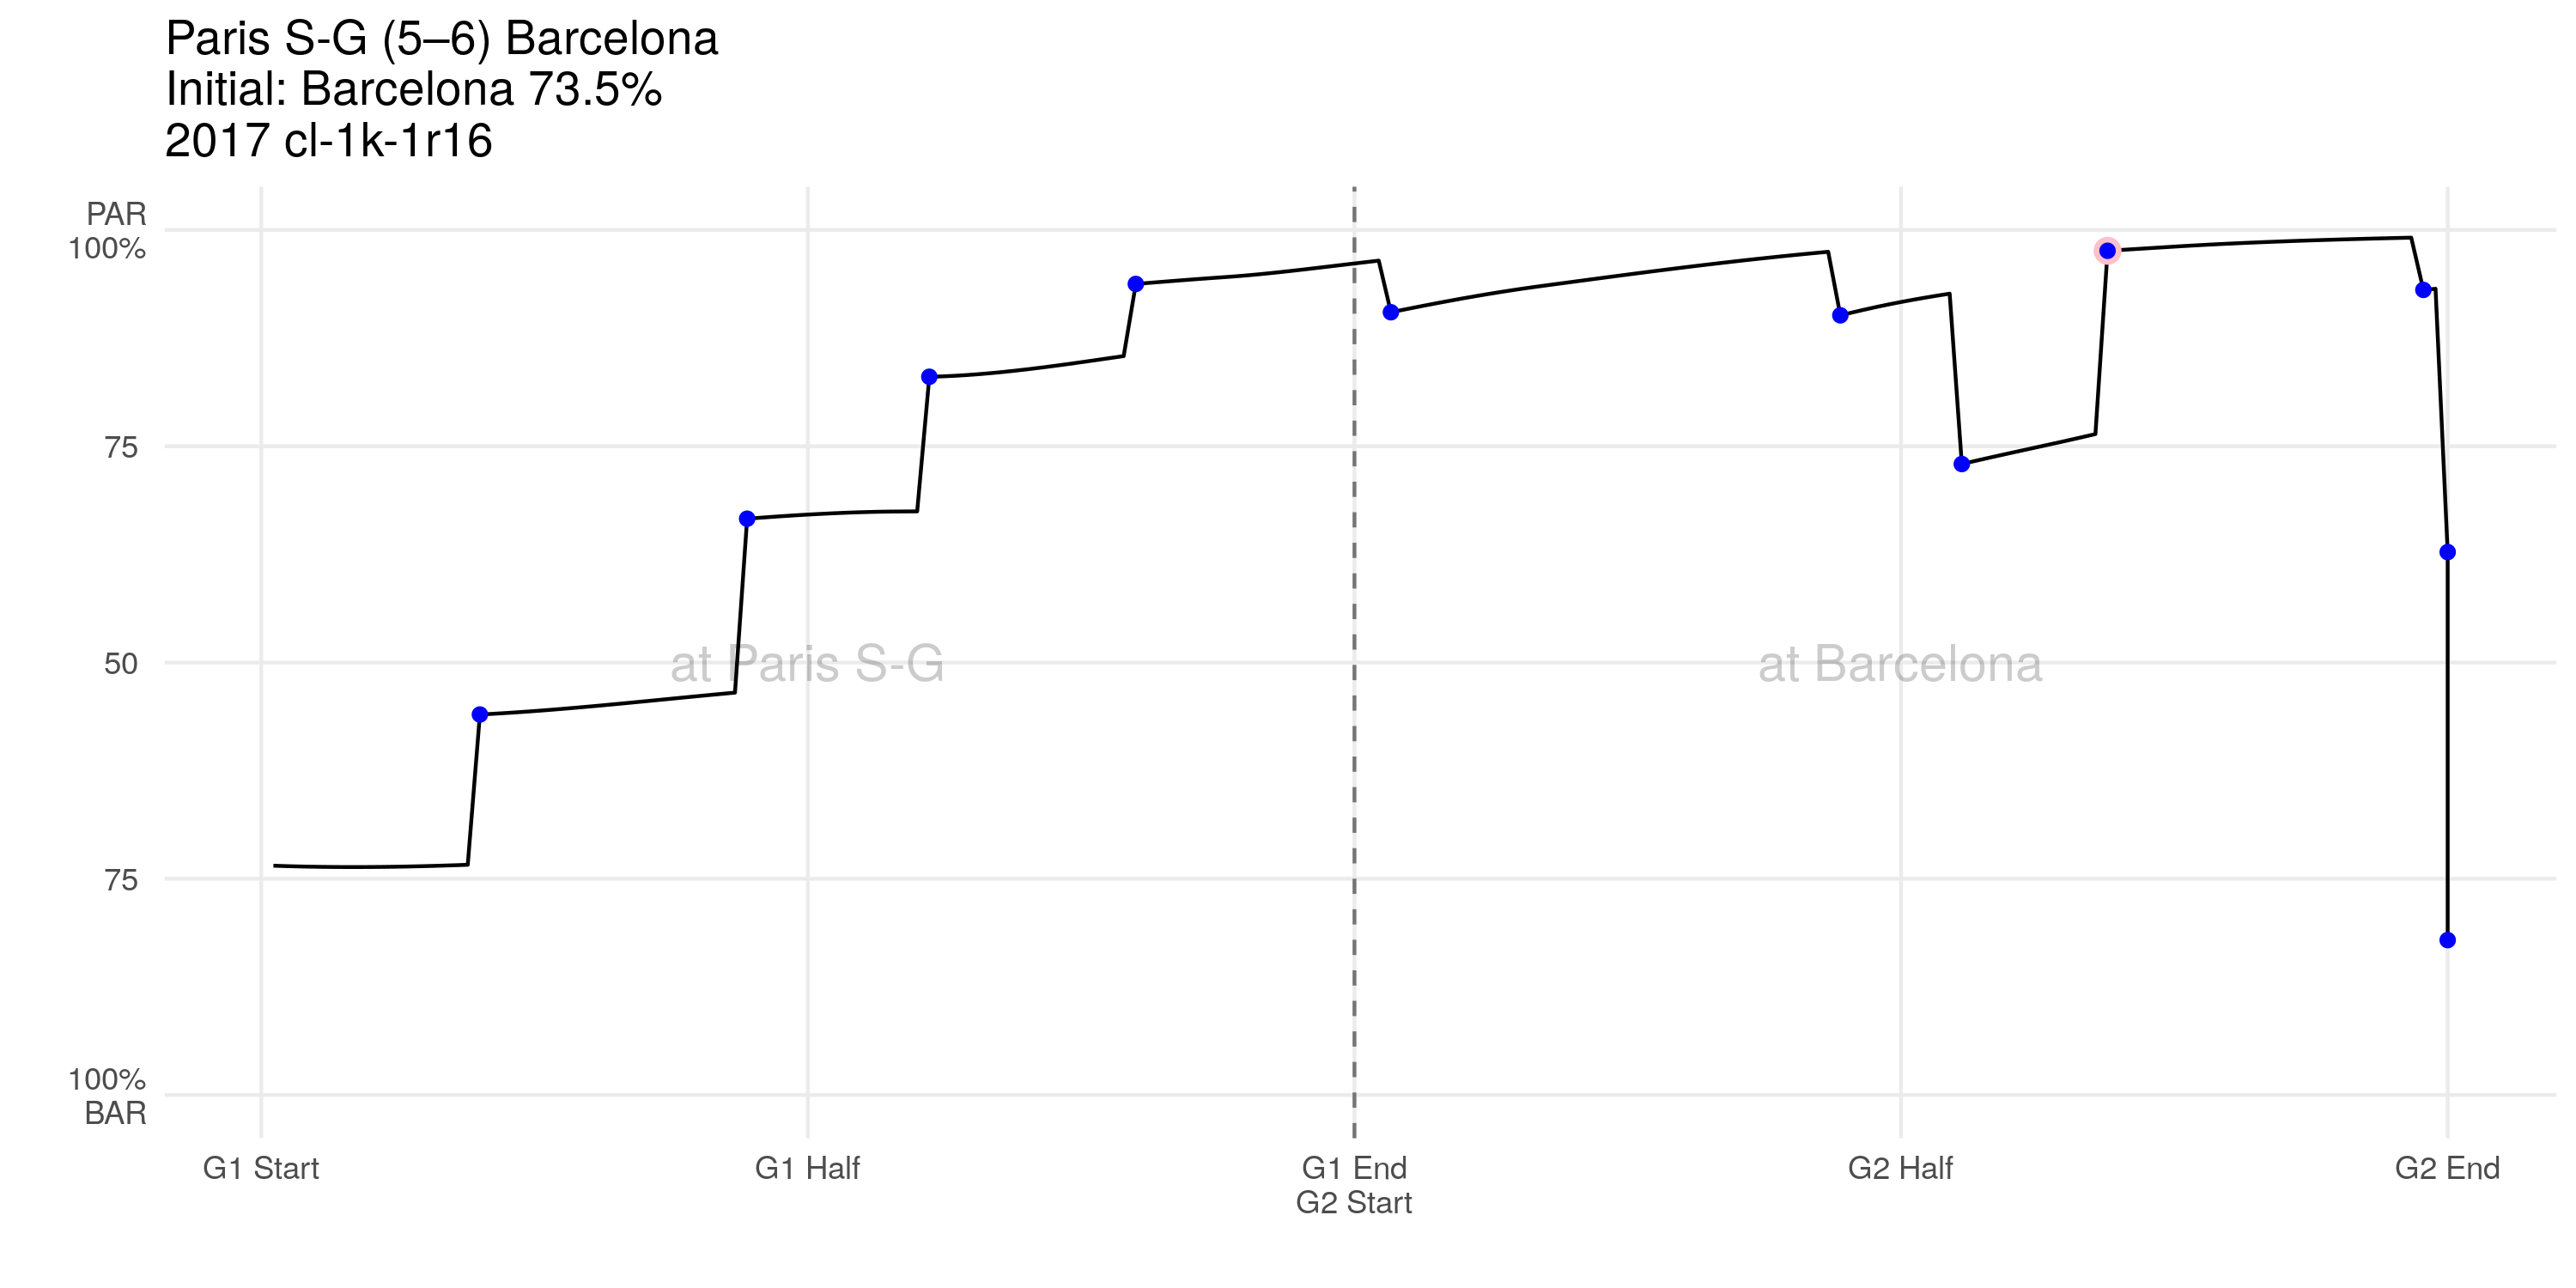 Paris S-G (5–6) Barcelona
Initial: Barcelona 73.5%
2017 cl-1k-1r16
PAR
100%
75
50
75
100%
BAR
at Paris S-G
at Barcelona
G1 Start
G1 Half
G1 End
G2 Start
G2 Half
G2 End